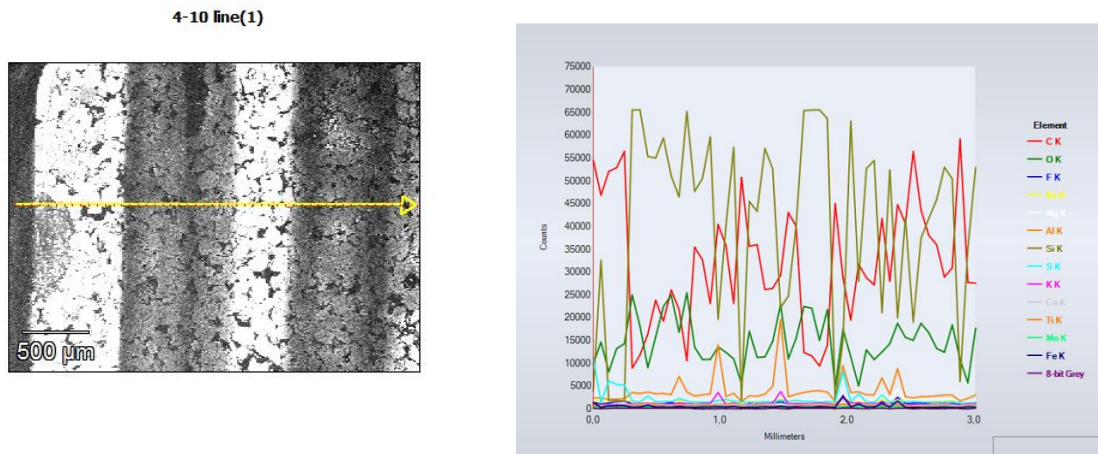 4-10 line(1)
500 µm
75000
70000
65000
60000
55000
50000
45000
40000
35000
30000
25000
20000
15000
10000
5000
0
Counts
0,0
1,0
2,0
3,0
Millimeters
Element
C K
O K
F K
Na K
Mg K
Al K
Si K
S K
K K
Ca K
Ti K
Mn K
Fe K
8-bit Grey